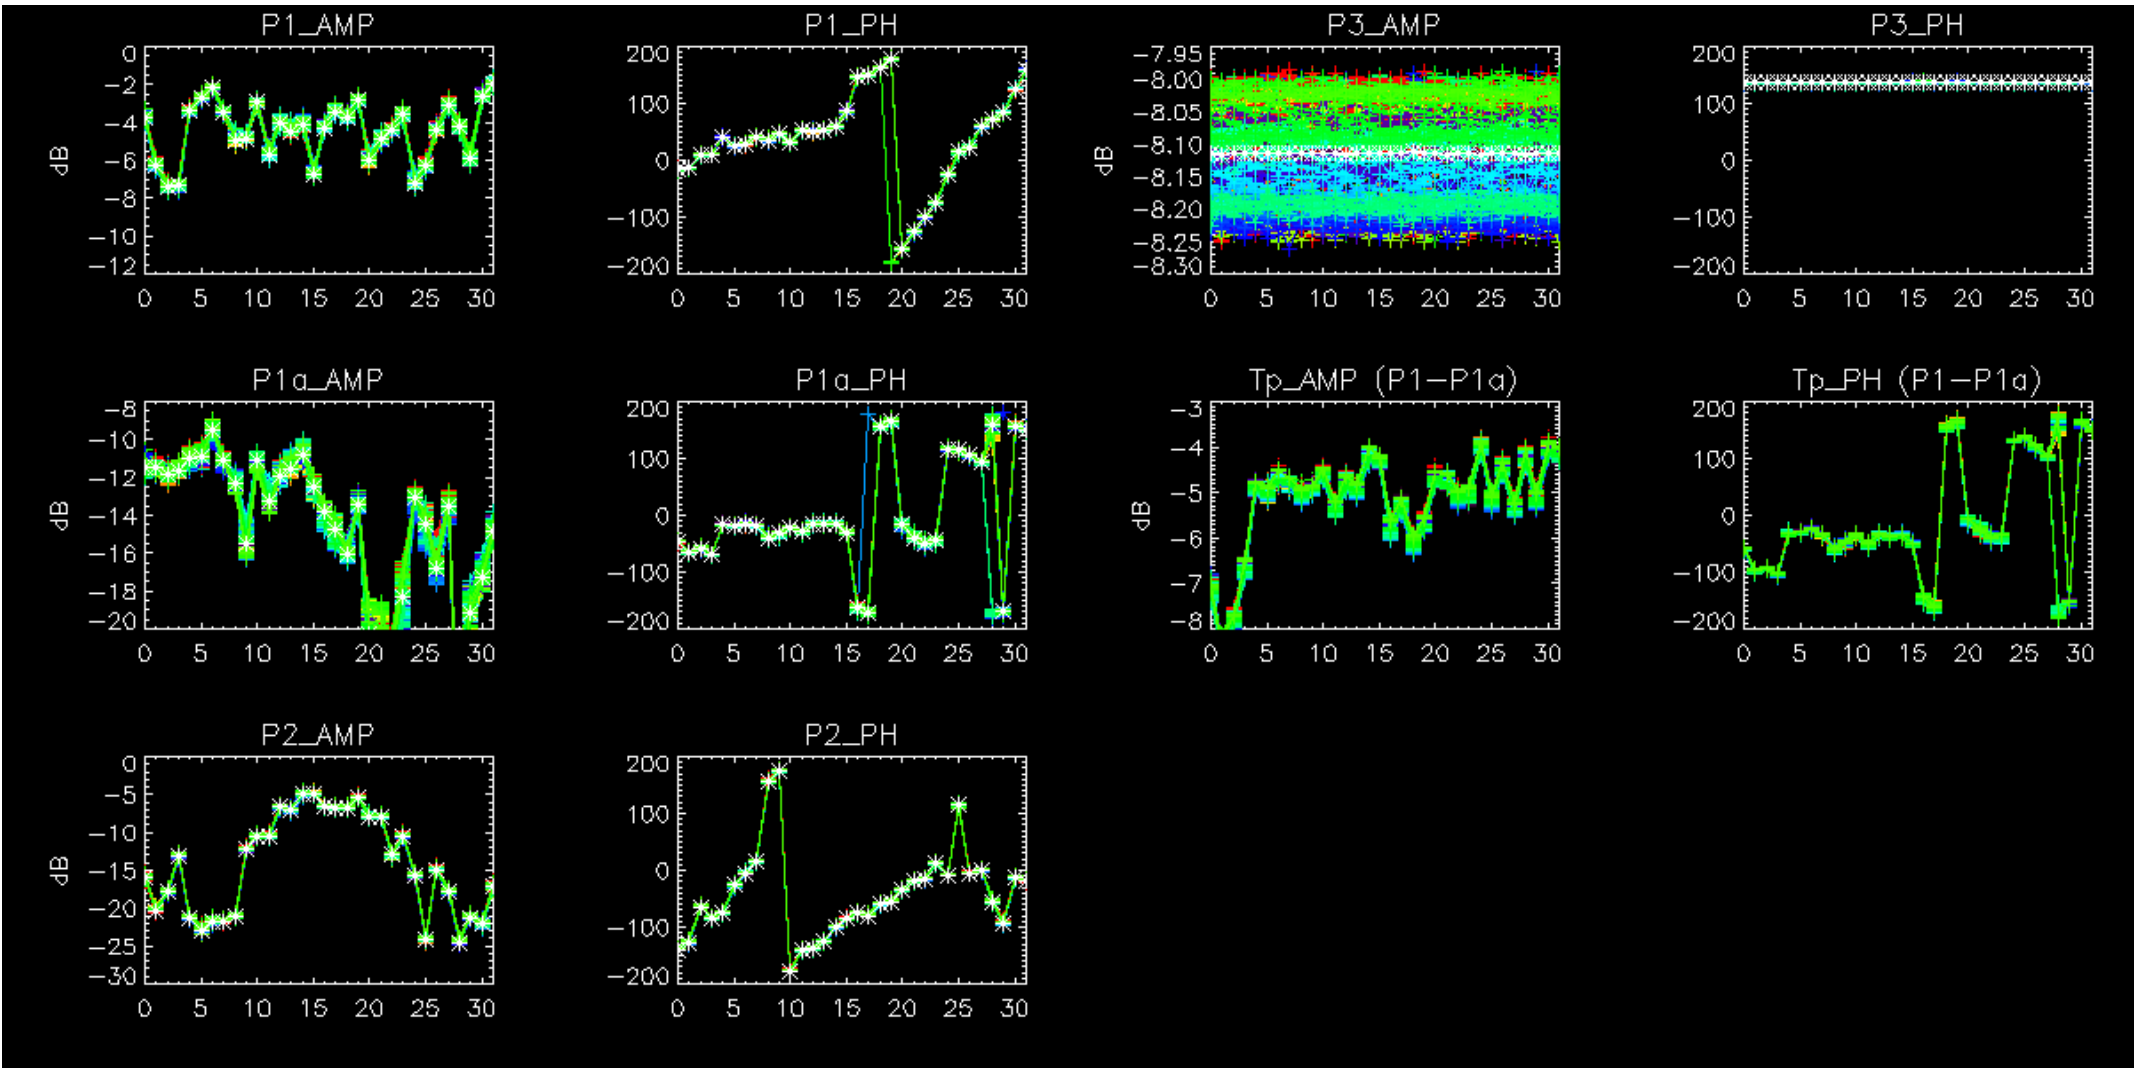 P1_AMP
P1_PH
P3_AMP
P3_PH
0
−2
−4
−6
−8
−10
−12
dB
0 5 10 15 20 25 30
200
100
0
−100
−200
0 5 10 15 20 25 30
−7.95
−8.00
−8.05
−8.10
−8.15
−8.20
−8.25
−8.30
dB
0 5 10 15 20 25 30
200
100
0
−100
−200
0 5 10 15 20 25 30
P1a_AMP
P1a_PH
Tp_AMP (P1−P1a)
Tp_PH (P1−P1a)
−8
−10
−12
−14
−16
−18
−20
dB
0 5 10 15 20 25 30
200
100
0
−100
−200
0 5 10 15 20 25 30
−3
−4
−5
−6
−7
−8
dB
0 5 10 15 20 25 30
200
100
0
−100
−200
0 5 10 15 20 25 30
P2_AMP
P2_PH
0
−5
−10
−15
−20
−25
−30
dB
0 5 10 15 20 25 30
200
100
0
−100
−200
0 5 10 15 20 25 30